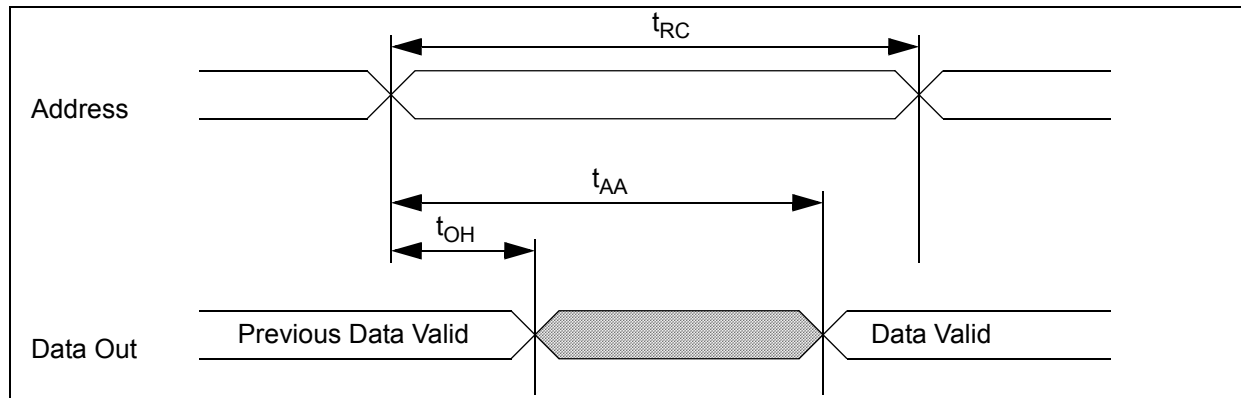 tRC
Address
tAA
tOH
Previous Data Valid
Data Valid
Data Out